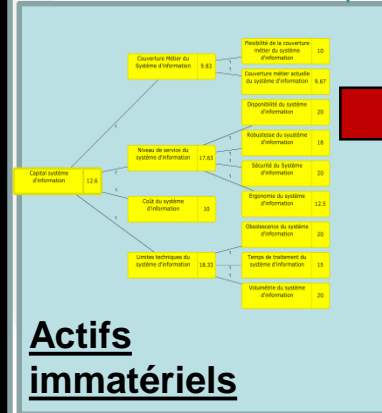 Flexibilité de la couverture
métier du système
d'information
10
Couverture Métier du
Système d'information
9.83
Couverture métier actuelle
du système d'information
9.67
Disponibilité du système
d'information
20
Robustesse du système
d'information
18
Niveau de service du
système d'information
17.63
Sécurité du Système
d'information
20
Capital système
d'information
12.6
Ergonomie du système
d'information
12.5
Coût du système
d'information
10
Obsolescence du système
d'information
20
Limites techniques du
système d'information
18.33
Temps de traitement du
système d'information
15
Volumétrie du système
d'information
20
Actifs
immatériels